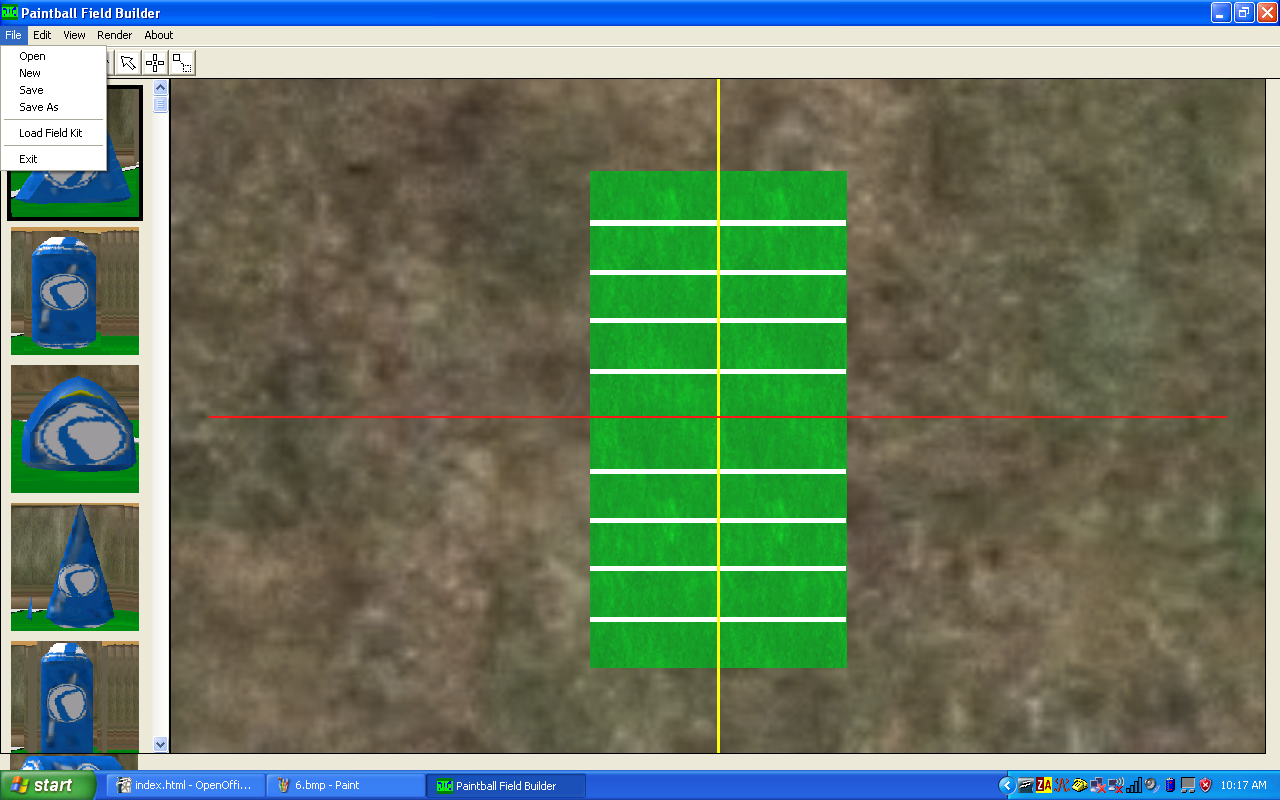 Paintball Field Builder
File Edit View Render About
Open
New
Save
Save As
Load Field Kit
Exit
start
index.html - OpenOffi...
6.bmp - Paint
Paintball Field Builder
ZA
10:17 AM